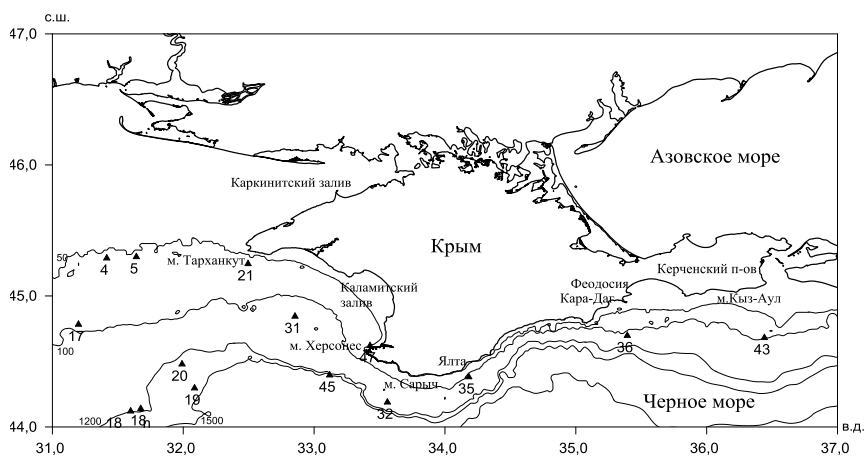 с.ш.
47,0
46,0
Азовское море
Каркинитский залив
Крым
50
м. Тарханкут
Керченский п-ов
4
5
21
Феодосия
Каламитский
залив
Кара-Даг
м.Кыз-Аул
45,0
17
31
100
м. Херсонес
47
36
43
Ялта
20
35
м. Сарыч
45
19
32
Черное море
1200
18
18n
1500
44,0
31,0
32,0
33,0
34,0
35,0
36,0
37,0
в.д.